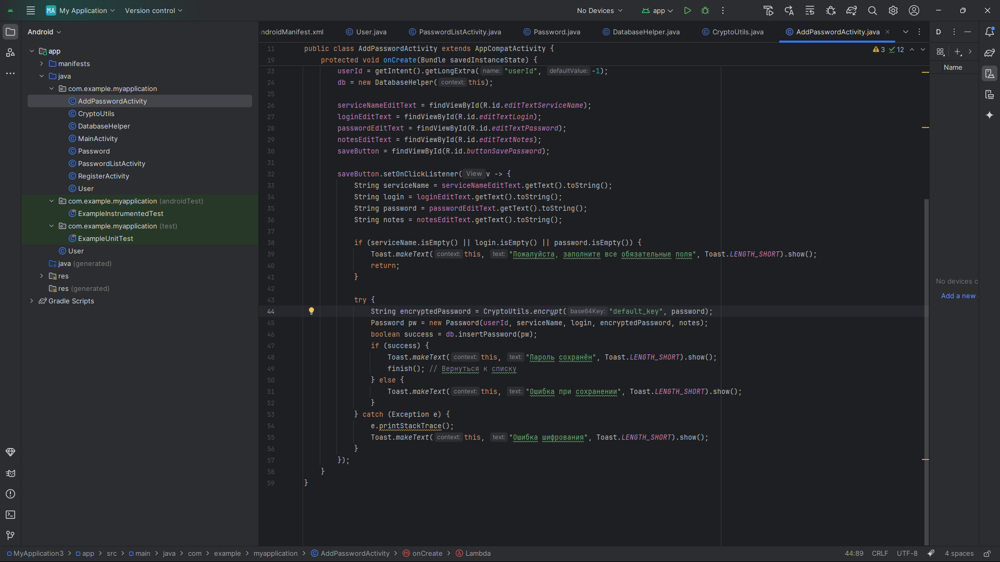 MA My Application Version control No Devices app
Android
app
manifests
java
com.example.myapplication
AddPasswordActivity
CryptoUtils
DatabaseHelper
MainActivity
Password
PasswordListActivity
RegisterActivity
User
com.example.myapplication (androidTest)
ExampleInstrumentedTest
com.example.myapplication (test)
ExampleUnitTest
User
java (generated)
res
res (generated)
Gradle Scripts
ndroidManifest.xml User.java PasswordListActivity.java Password.java DatabaseHelper.java CryptoUtils.java AddPasswordActivity.java
3 12
11 public class AddPasswordActivity extends AppCompatActivity {
19 protected void onCreate(Bundle savedInstanceState) {
23 userId = getIntent().getLongExtra( name: "userId", defaultValue: -1);
24 db = new DatabaseHelper( context: this);
25
26 serviceNameEditText = findViewById(R.id.editTextServiceName);
27 loginEditText = findViewById(R.id.editTextLogin);
28 passwordEditText = findViewById(R.id.editTextPassword);
29 notesEditText = findViewById(R.id.editTextNotes);
30 saveButton = findViewById(R.id.buttonSavePassword);
31
32 saveButton.setOnClickListener( View v -> {
33 String serviceName = serviceNameEditText.getText().toString();
34 String login = loginEditText.getText().toString();
35 String password = passwordEditText.getText().toString();
36 String notes = notesEditText.getText().toString();
37
38 if (serviceName.isEmpty() || login.isEmpty() || password.isEmpty()) {
39 Toast.makeText( context: this, text: "Пожалуйста, заполните все обязательные поля", Toast.LENGTH_SHORT).show();
40 return;
41 }
42
43 try {
44 String encryptedPassword = CryptoUtils.encrypt( base64Key: "default_key", password);
45 Password pw = new Password(userId, serviceName, login, encryptedPassword, notes);
46 boolean success = db.insertPassword(pw);
47 if (success) {
48 Toast.makeText( context: this, text: "Пароль сохранён", Toast.LENGTH_SHORT).show();
49 finish(); // Вернуться к списку
50 } else {
51 Toast.makeText( context: this, text: "Ошибка при сохранении", Toast.LENGTH_SHORT).show();
52 }
53 } catch (Exception e) {
54 e.printStackTrace();
55 Toast.makeText( context: this, text: "Ошибка шифрования", Toast.LENGTH_SHORT).show();
56 }
57 });
58 }
59 }
D
Name
No devices c
Add a new
MyApplication3 > app > src > main > java > com > example > myapplication > AddPasswordActivity > onCreate > Lambda
44:89 CRLF UTF-8 4 spaces